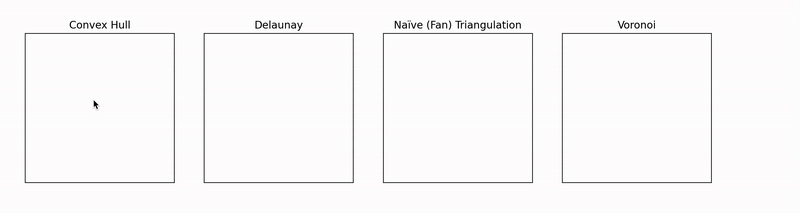 Convex Hull
Delaunay
Naïve (Fan) Triangulation
Voronoi